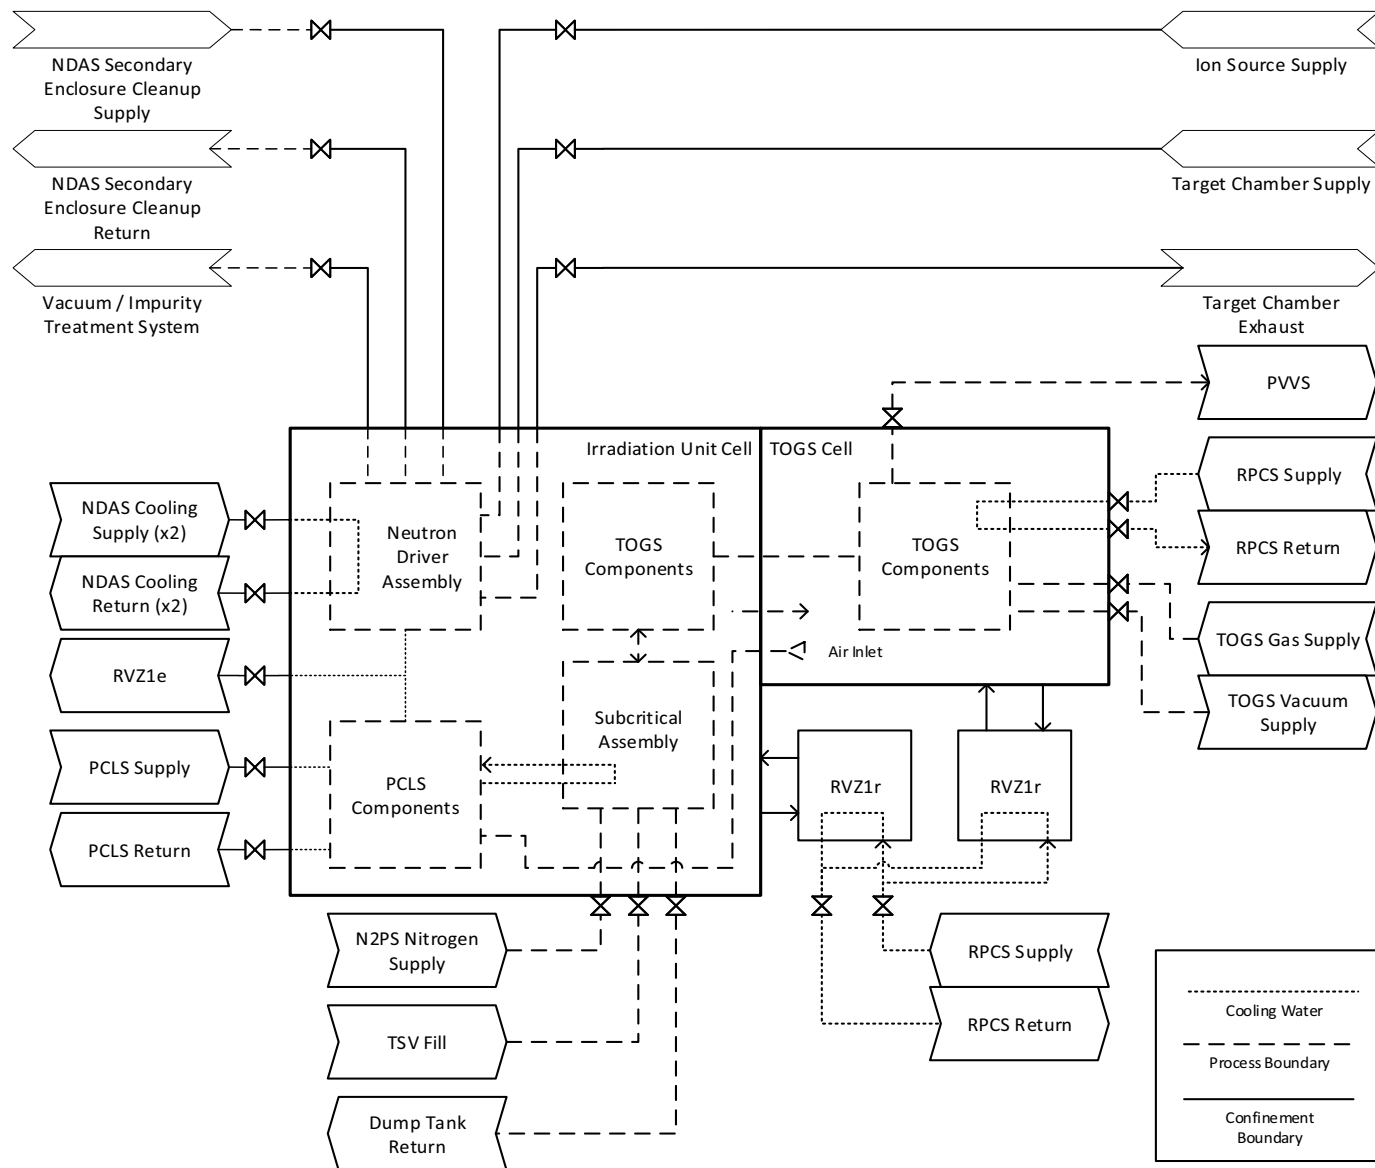 NDAS Secondary
Enclosure Cleanup
Supply
Ion Source Supply
NDAS Secondary
Enclosure Cleanup
Return
Target Chamber Supply
Vacuum / Impurity
Treatment System
Target Chamber
Exhaust
PVVS
Irradiation Unit Cell
TOGS Cell
RPCS Supply
RPCS Return
NDAS Cooling
Supply (x2)
NDAS Cooling
Return (x2)
Neutron
Driver
Assembly
TOGS
Components
TOGS
Components
TOGS Gas Supply
TOGS Vacuum
Supply
RVZ1e
Air Inlet
Subcritical
Assembly
PCLS Supply
PCLS
Components
RVZ1r
RVZ1r
PCLS Return
N2PS Nitrogen
Supply
RPCS Supply
RPCS Return
TSV Fill
Dump Tank
Return
Cooling Water
Process Boundary
Confinement
Boundary